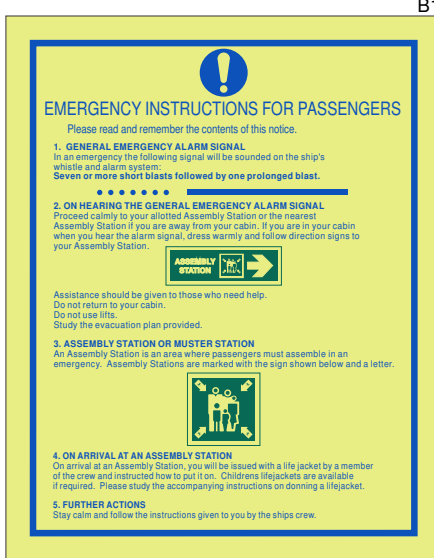 B1
EMERGENCY INSTRUCTIONS FOR PASSENGERS
Please read and remember the contents of this notice.
1. GENERAL EMERGENCY ALARM SIGNAL
In an emergency the following signal will be sounded on the ship's
whistle and alarm system:
Seven or more short blasts followed by one prolonged blast.
2. ON HEARING THE GENERAL EMERGENCY ALARM SIGNAL
Proceed calmly to your allotted Assembly Station or the nearest
Assembly Station if you are away from your cabin. If you are in your cabin
when you hear the alarm signal, dress warmly and follow direction signs to
your Assembly Station.
ASSEMBLY
STATION
Assistance should be given to those who need help.
Do not return to your cabin.
Do not use lifts.
Study the evacuation plan provided.
3. ASSEMBLY STATION OR MUSTER STATION
An Assembly Station is an area where passengers must assemble in an
emergency. Assembly Stations are marked with the sign shown below and a letter.
4. ON ARRIVAL AT AN ASSEMBLY STATION
On arrival at an Assembly Station, you will be issued with a life jacket by a member
of the crew and instructed how to put it on. Childrens lifejackets are available
if required. Please study the accompanying instructions on donning a lifejacket.
5. FURTHER ACTIONS
Stay calm and follow the instructions given to you by the ships crew.